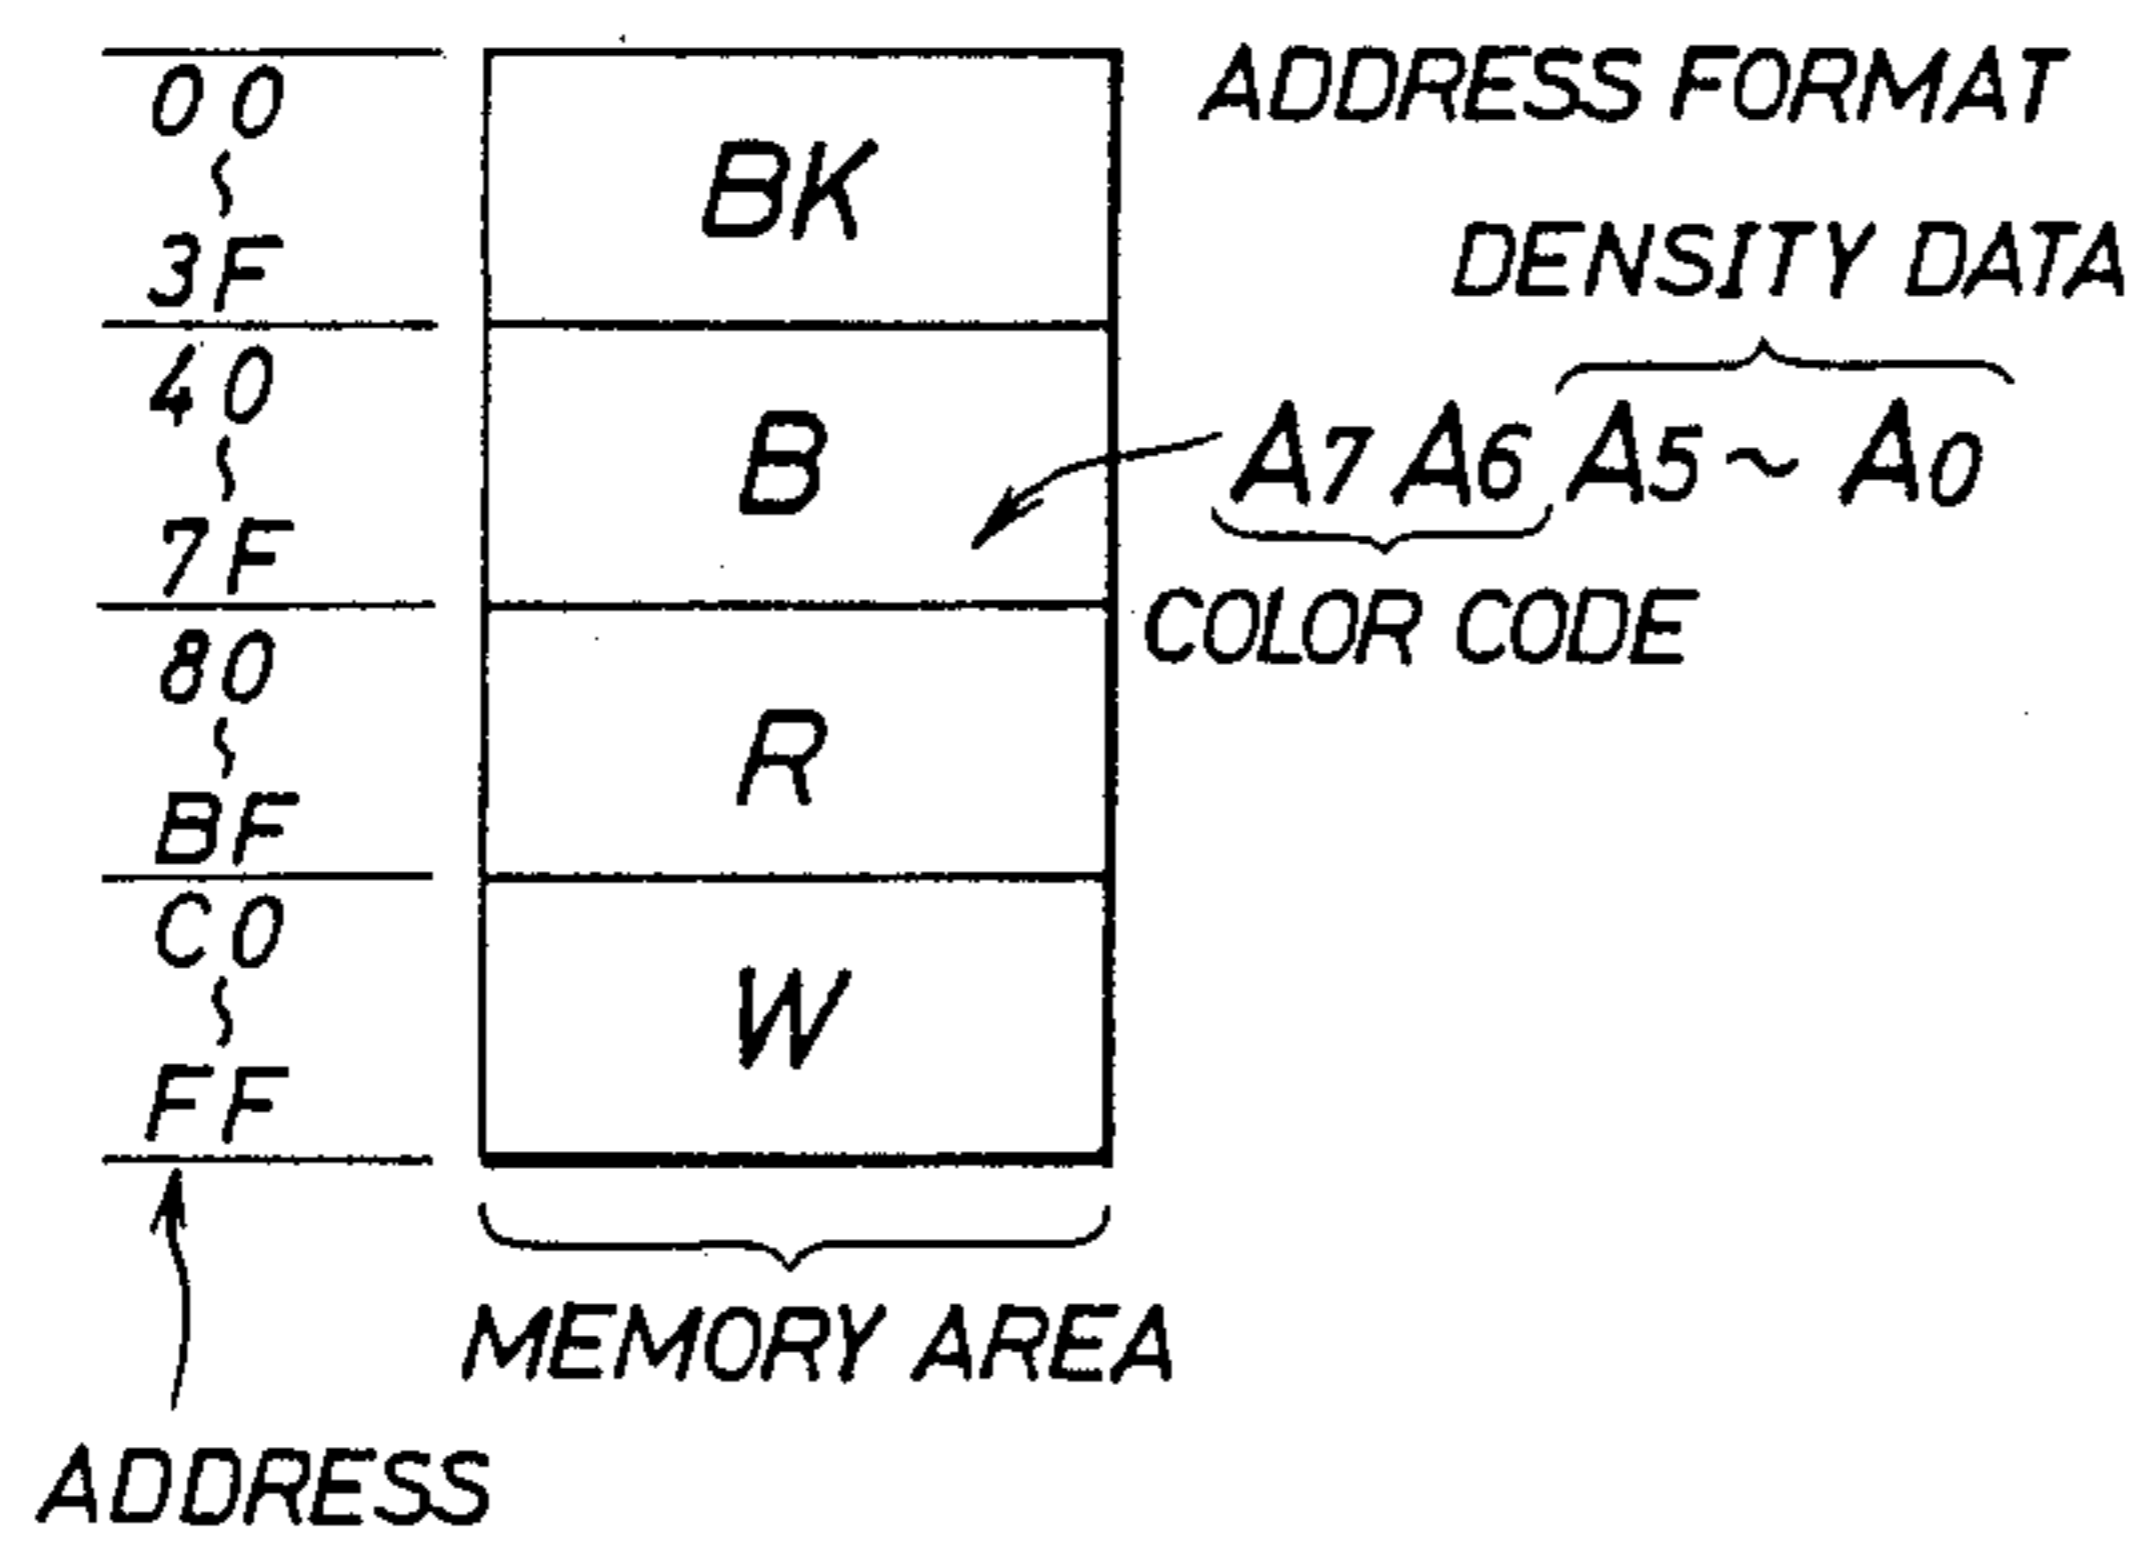 00
~
3F
40
~
7F
80
~
BF
C0
~
FF
ADDRESS
BK
B
R
W
MEMORY AREA
ADDRESS FORMAT
DENSITY DATA
A7 A6 A5 ~ A0
COLOR CODE